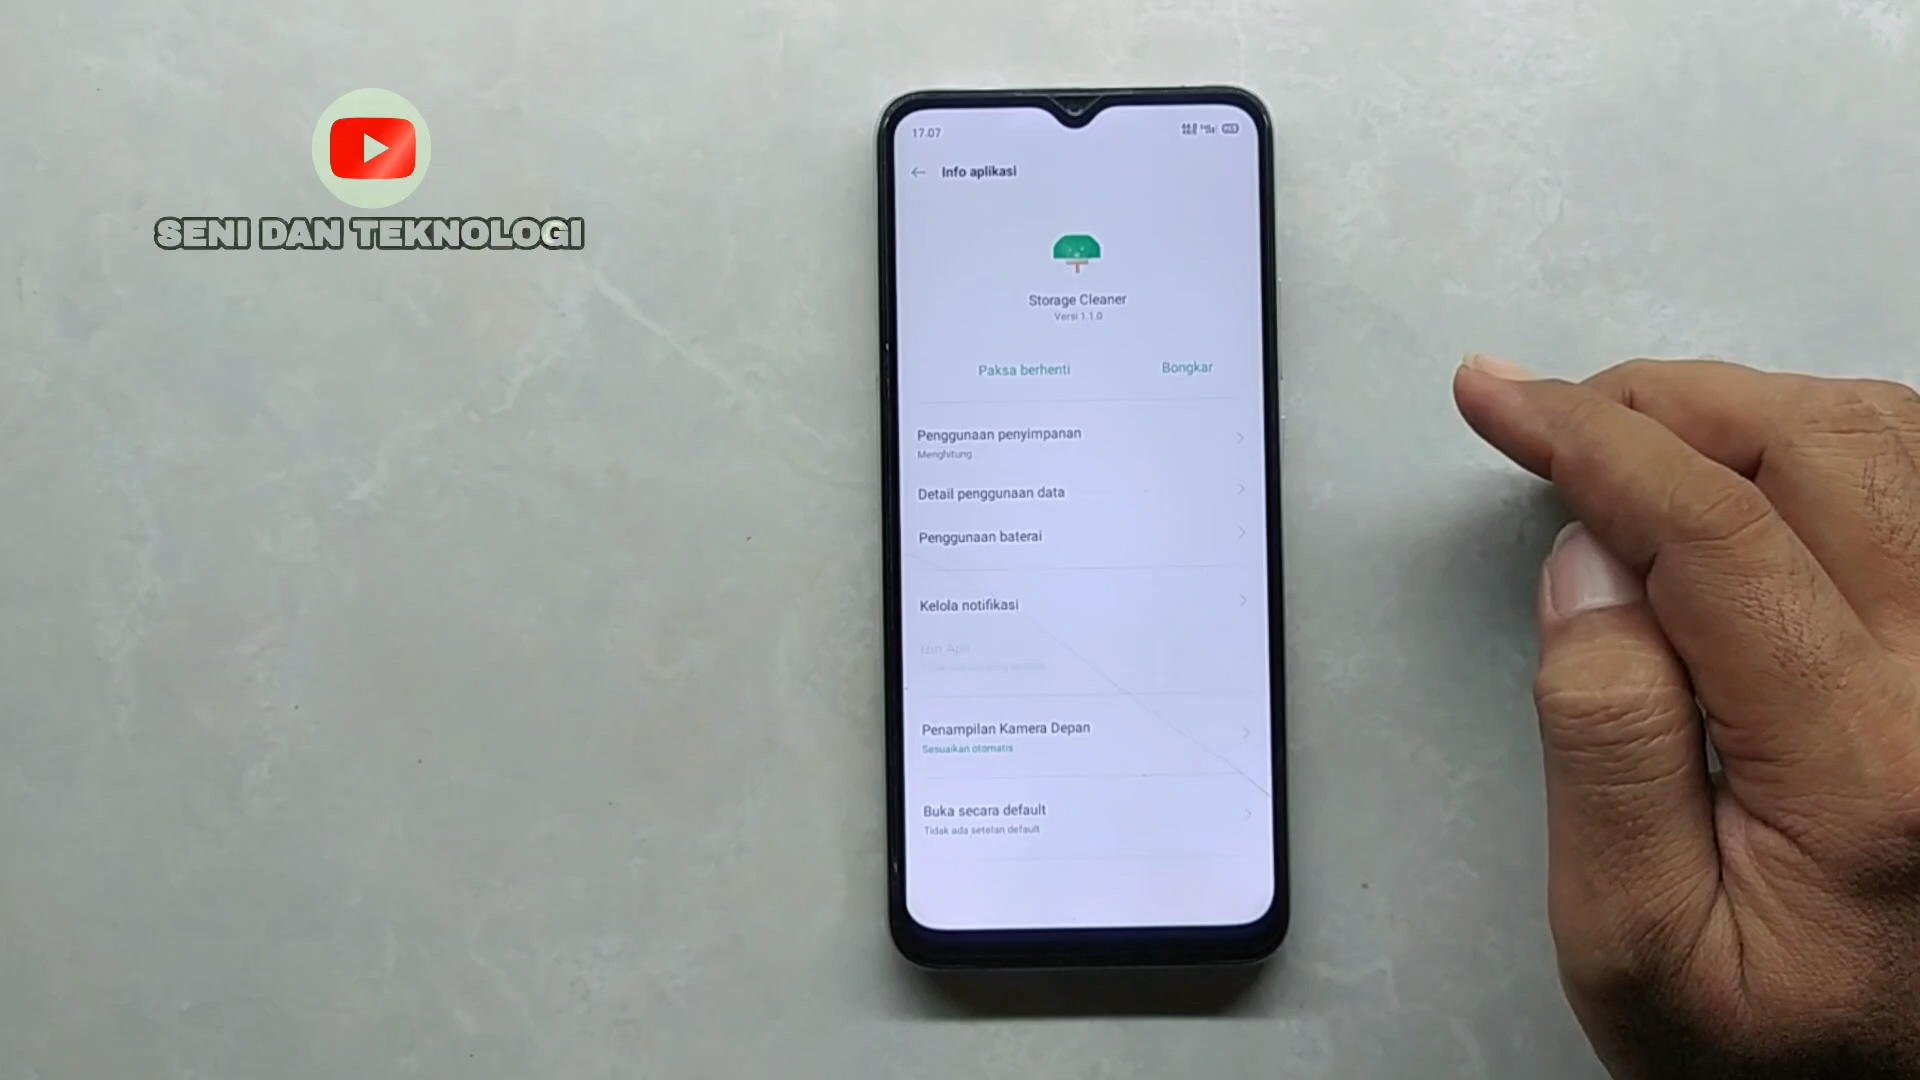 SENI DAN TEKNOLOGI
17.07
Info aplikasi
Storage Cleaner
Versi 1.1.0
Paksa berhenti
Bongkar
Penggunaan penyimpanan
Menghitung...
Detail penggunaan data
Penggunaan baterai
Kelola notifikasi
Izin Apli
Penampilan Kamera Depan
Sesuaikan otomatis
Buka secara default
Tidak ada setelan default